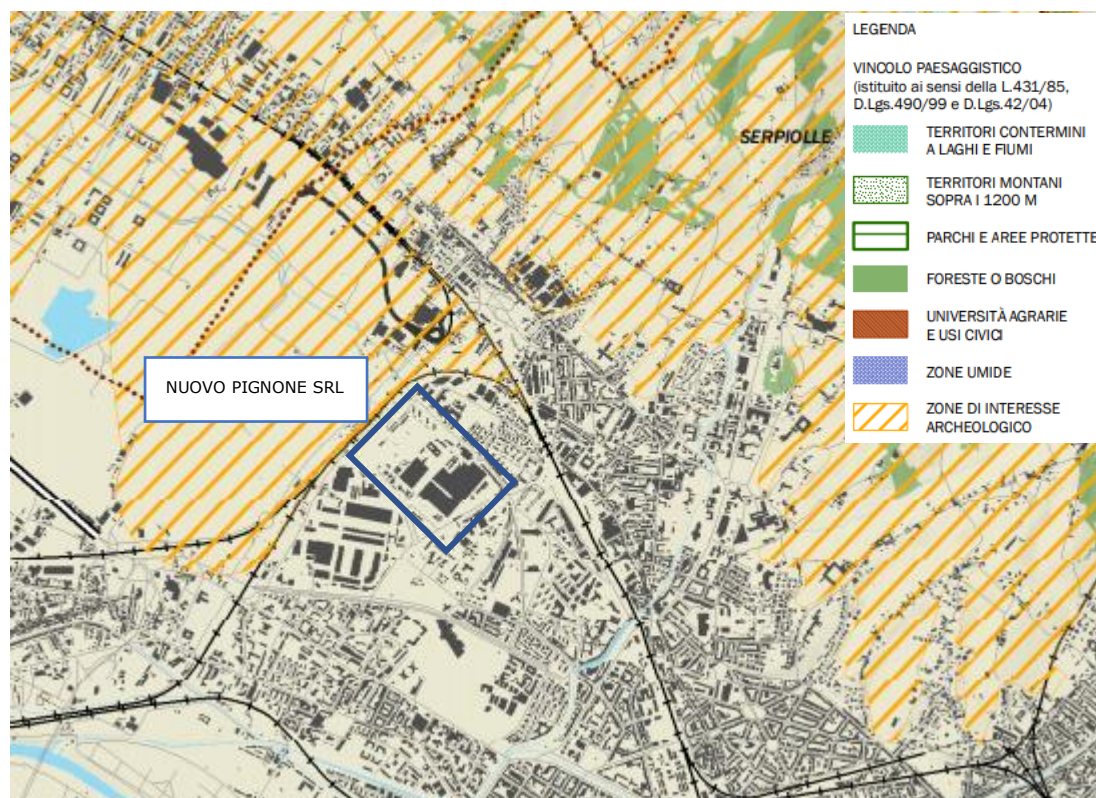 LEGENDA
VINCOLO PAESAGGISTICO
(istituito ai sensi della L.431/85,
D.Lgs.490/99 e D.Lgs.42/04)
TERRITORI CONTERMINI
A LAGHI E FIUMI
TERRITORI MONTANI
SOPRA I 1200 M
PARCHI E AREE PROTETTE
FORESTE O BOSCHI
UNIVERSITÀ AGRARIE
E USI CIVICI
ZONE UMIDE
ZONE DI INTERESSE
ARCHEOLOGICO
SERPIOLLE
NUOVO PIGNONE SRL